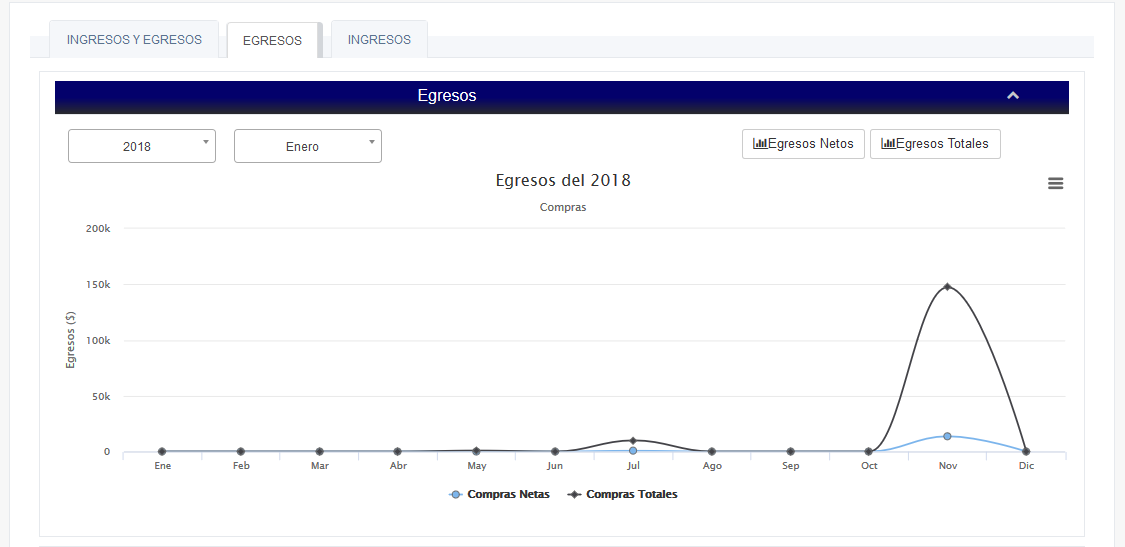 INGRESOS Y EGRESOS EGRESOS INGRESOS
Egresos
2018 Enero Egresos Netos Egresos Totales
Egresos del 2018
Compras
200k
150k
100k
50k
0
Egresos ($)
Ene Feb Mar Abr May Jun Jul Ago Sep Oct Nov Dic
Compras Netas Compras Totales